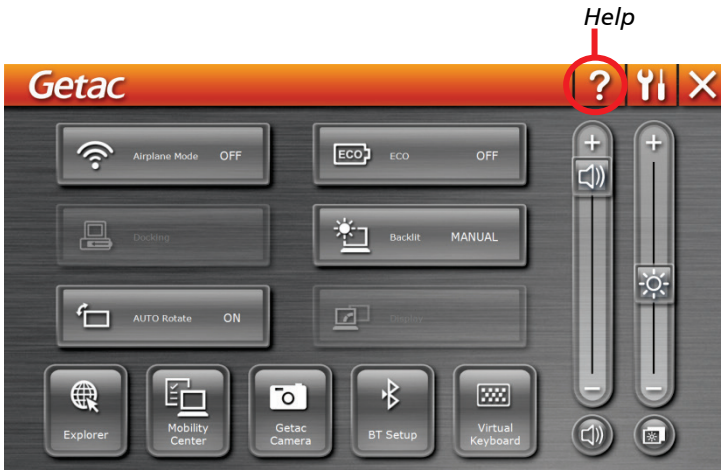 Help
Getac
?
Airplane Mode OFF
ECO ECO OFF
Docking
Backlit MANUAL
AUTO Rotate ON
Display
Explorer
Mobility
Center
Getac
Camera
BT Setup
Virtual
Keyboard